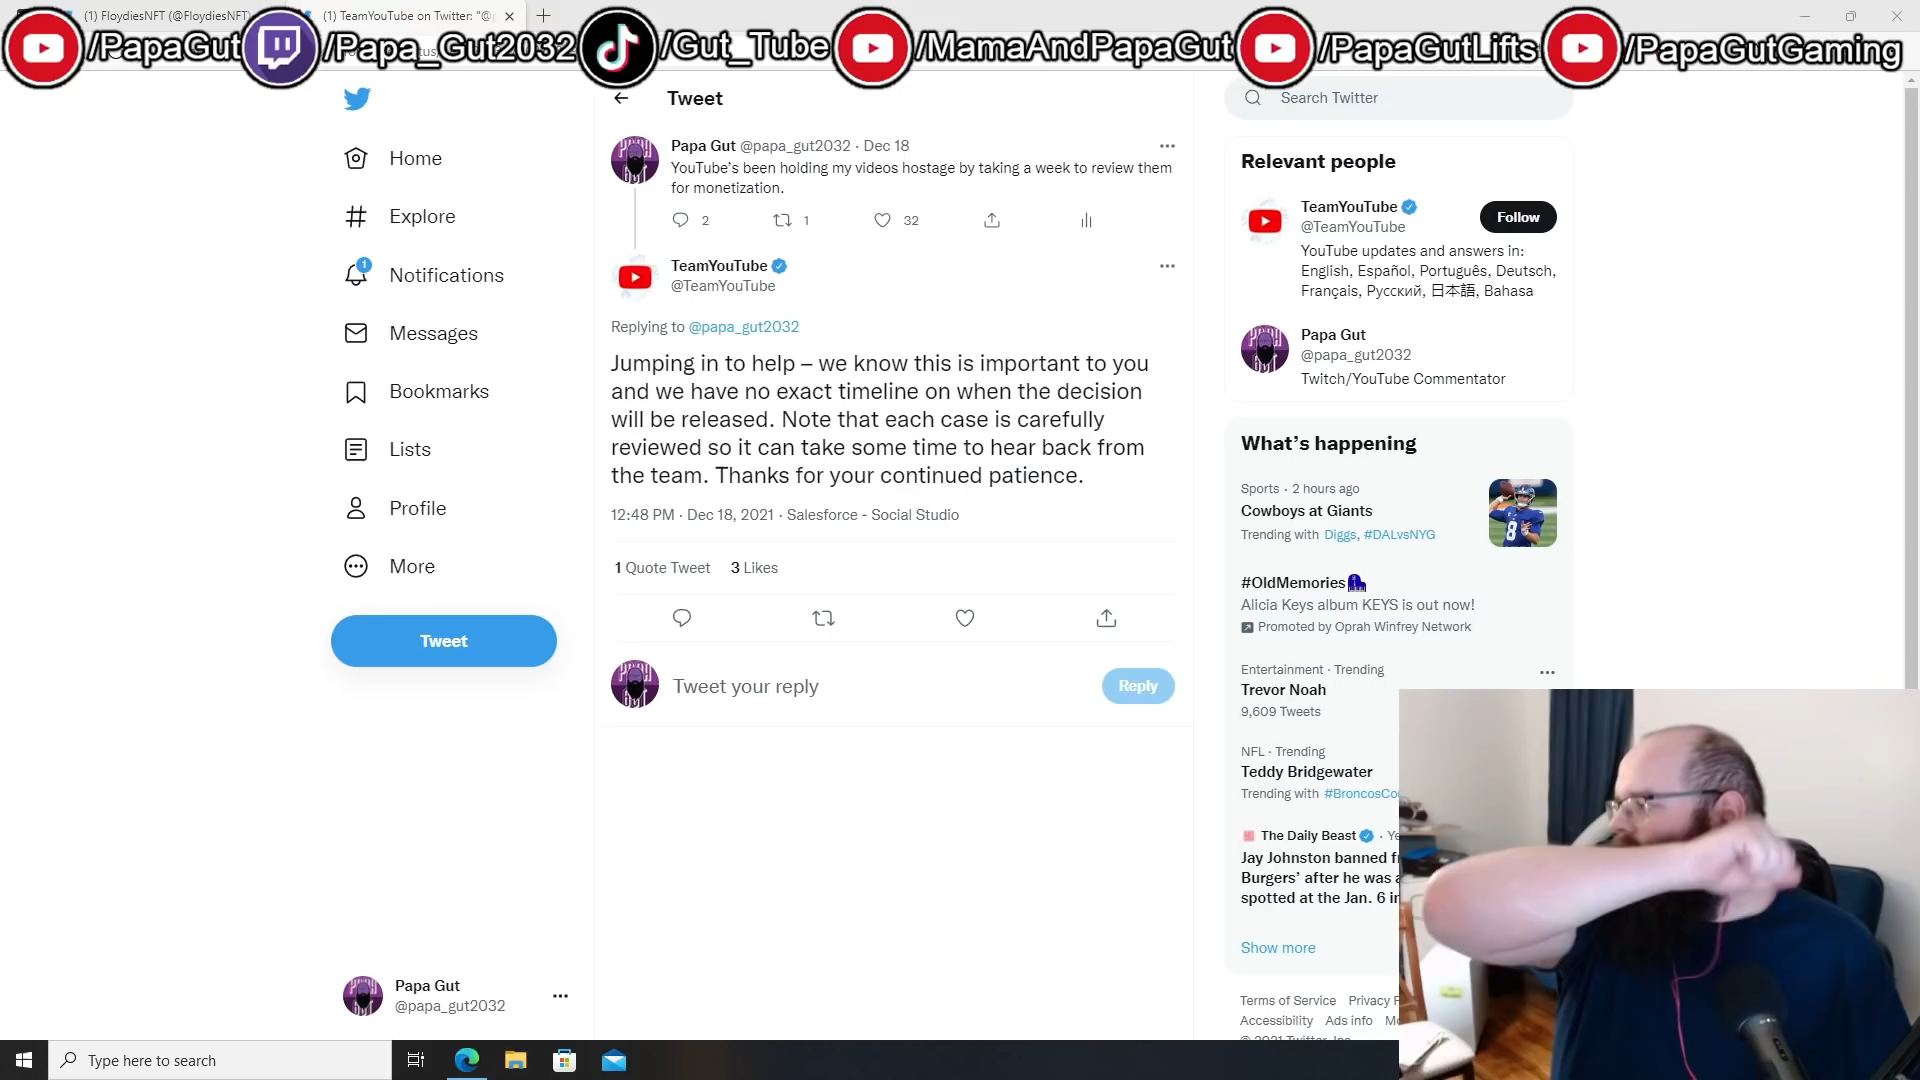 (1) FloydiesNFT (@FloydiesNFT)
(1) TeamYouTube on Twitter: "@
/PapaGut
/Papa_Gut2032
/Gut_Tube
/MamaAndPapaGut
/PapaGutLifts
/PapaGutGaming
Home
Explore
1
Notifications
Messages
Bookmarks
Lists
Profile
More
Tweet
Papa Gut
@papa_gut2032
Tweet
Papa Gut @papa_gut2032 · Dec 18
YouTube's been holding my videos hostage by taking a week to review them
for monetization.
2
1
32
TeamYouTube
@TeamYouTube
Replying to @papa_gut2032
Jumping in to help – we know this is important to you
and we have no exact timeline on when the decision
will be released. Note that each case is carefully
reviewed so it can take some time to hear back from
the team. Thanks for your continued patience.
12:48 PM · Dec 18, 2021 · Salesforce - Social Studio
1 Quote Tweet 3 Likes
Tweet your reply
Reply
Search Twitter
Relevant people
TeamYouTube
@TeamYouTube
Follow
YouTube updates and answers in:
English, Español, Português, Deutsch,
Français, Русский, 日本語, Bahasa
Papa Gut
@papa_gut2032
Twitch/YouTube Commentator
What's happening
Sports · 2 hours ago
Cowboys at Giants
Trending with Diggs, #DALvsNYG
#OldMemories
Alicia Keys album KEYS is out now!
Promoted by Oprah Winfrey Network
Entertainment · Trending
Trevor Noah
9,609 Tweets
NFL · Trending
Teddy Bridgewater
Trending with #BroncosCo
The Daily Beast · Ye
Jay Johnston banned f
Burgers' after he was a
spotted at the Jan. 6 i
Show more
Terms of Service Privacy
Accessibility Ads info
Type here to search